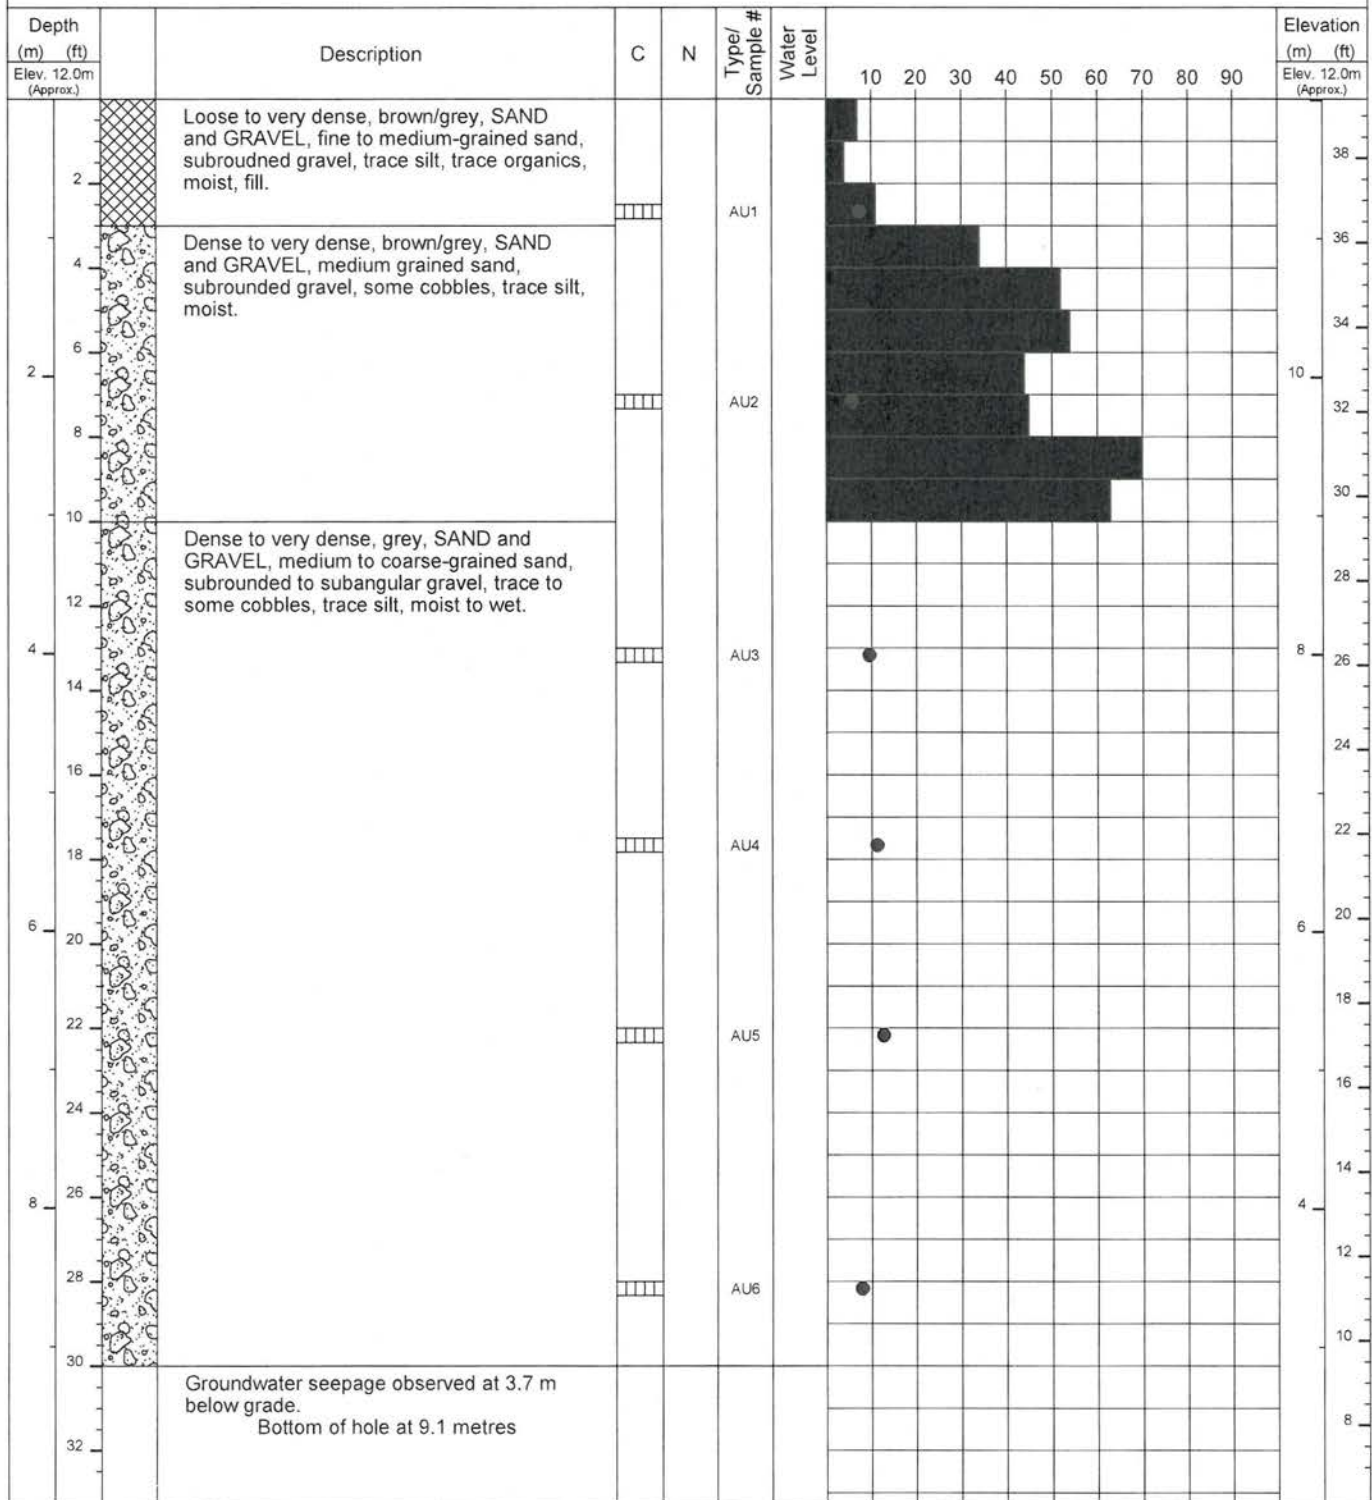 Depth
(m) (ft)
Elev. 12.0m
(Approx.)
Description
C
N
Type/
Sample #
Water
Level
10 20 30 40 50 60 70 80 90
Elevation
(m) (ft)
Elev. 12.0m
(Approx.)
Loose to very dense, brown/grey, SAND
and GRAVEL, fine to medium-grained sand,
subroudned gravel, trace silt, trace organics,
moist, fill.
38
2
AU1
36
Dense to very dense, brown/grey, SAND
and GRAVEL, medium grained sand,
subrounded gravel, some cobbles, trace silt,
moist.
4
34
6
2
10
AU2
32
8
30
10
Dense to very dense, grey, SAND and
GRAVEL, medium to coarse-grained sand,
subrounded to subangular gravel, trace to
some cobbles, trace silt, moist to wet.
28
12
4
AU3
8
26
14
24
16
22
AU4
18
20
6
6
20
18
22
AU5
16
24
14
26
8
4
12
28
AU6
10
30
Groundwater seepage observed at 3.7 m
below grade.
Bottom of hole at 9.1 metres
8
32